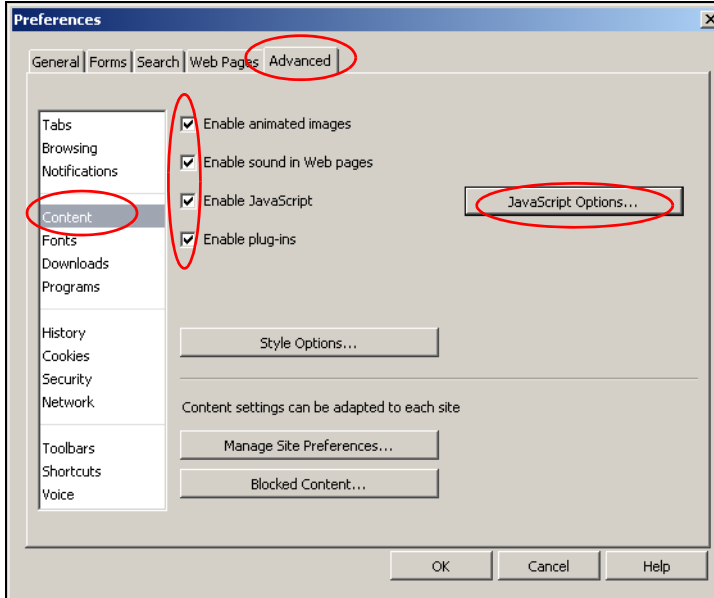 Preferences
General Forms Search Web Pages Advanced
Tabs
Browsing
Notifications
Content
Fonts
Downloads
Programs
History
Cookies
Security
Network
Toolbars
Shortcuts
Voice
Enable animated images
Enable sound in Web pages
Enable JavaScript
JavaScript Options...
Enable plug-ins
Style Options...
Content settings can be adapted to each site
Manage Site Preferences...
Blocked Content...
OK Cancel Help